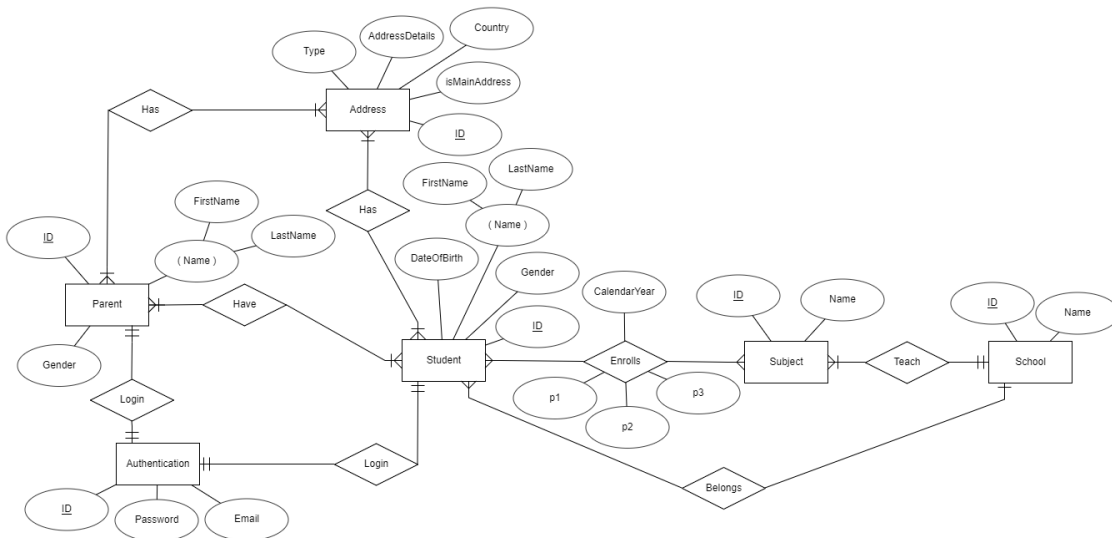 Type
AddressDetails
Country
isMainAddress
Has
Address
ID
LastName
FirstName
Has
( Name )
FirstName
ID
LastName
( Name )
DateOfBirth
Gender
CalendarYear
ID
Name
ID
Name
Parent
Have
ID
Student
Enrolls
Subject
Teach
School
Gender
Login
p1
p3
p2
Authentication
Login
Belongs
ID
Password
Email